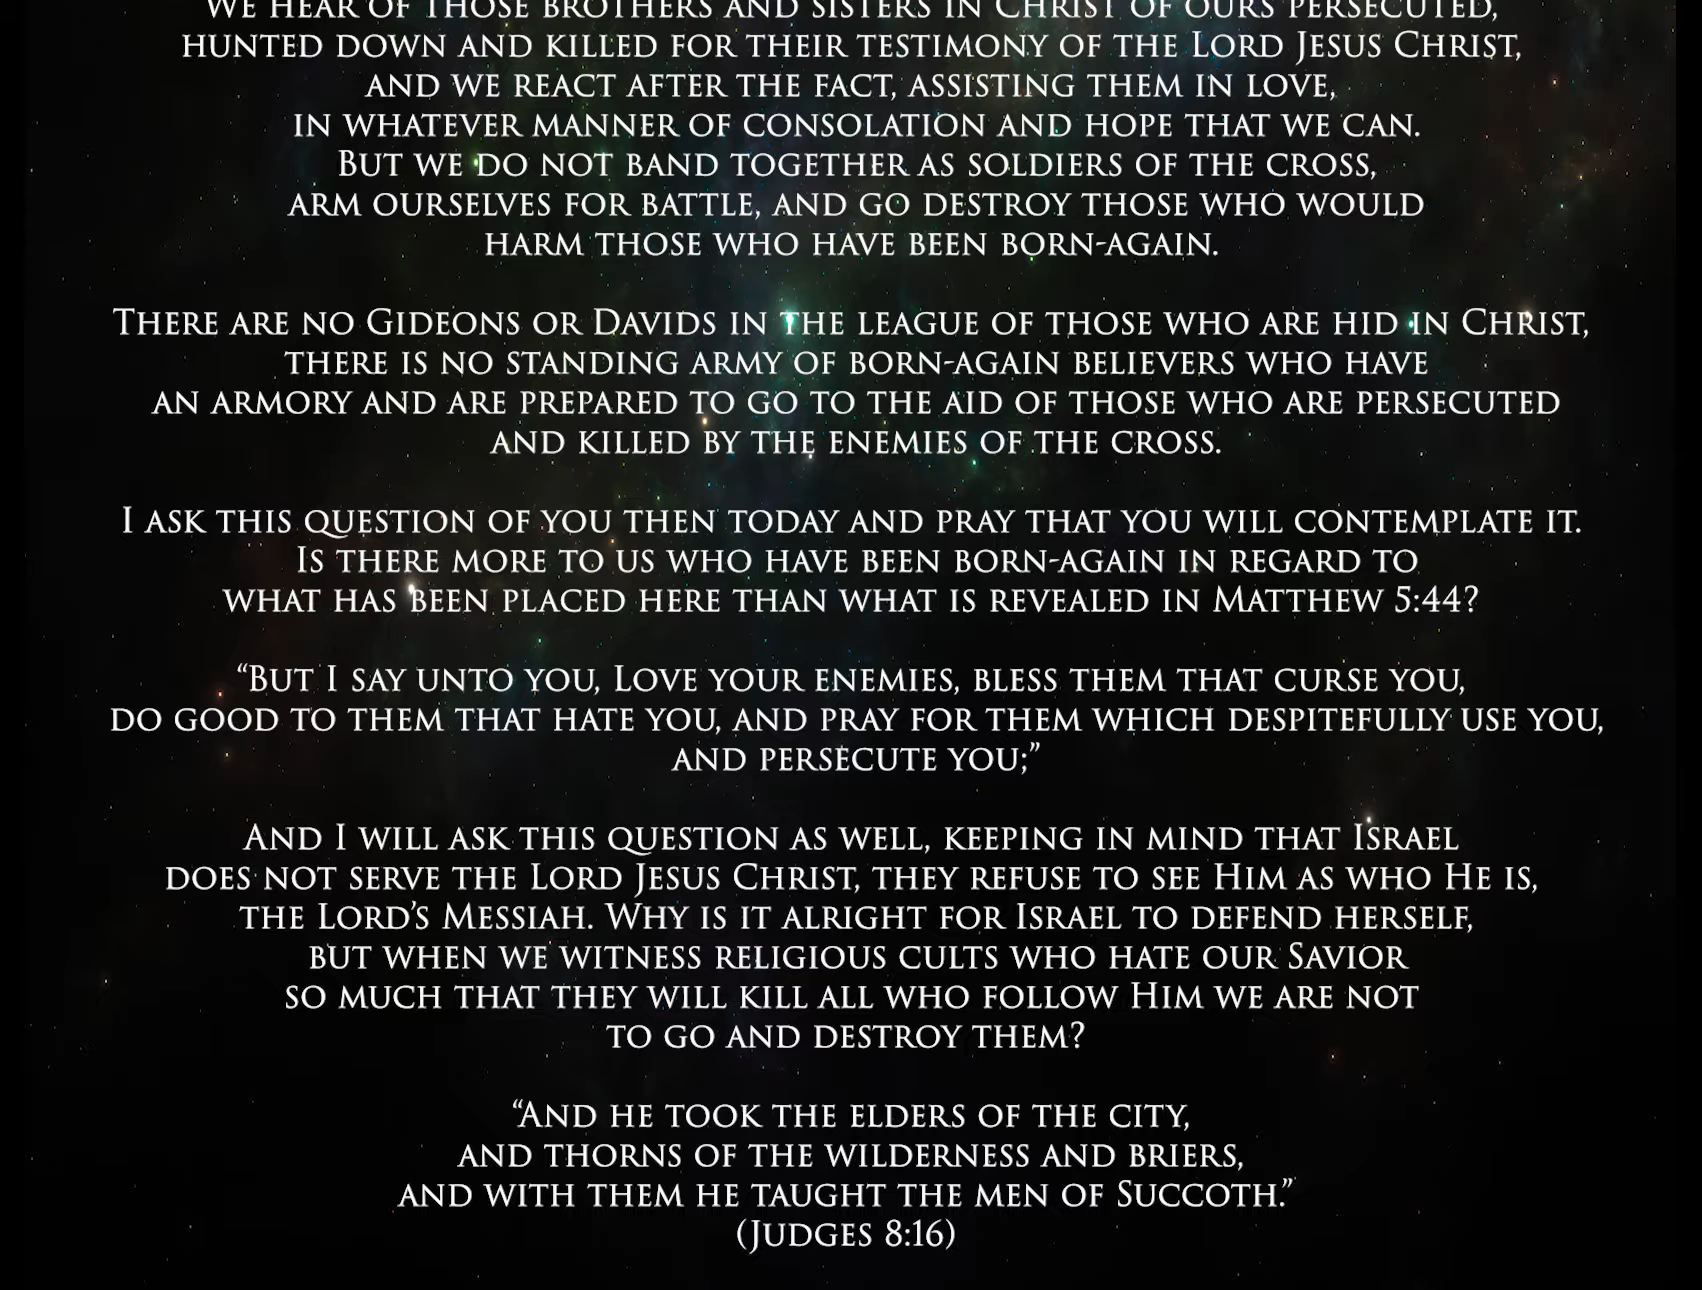 We hear of those brothers and sisters in Christ of ours persecuted,
hunted down and killed for their testimony of the Lord Jesus Christ,
and we react after the fact, assisting them in love,
in whatever manner of consolation and hope that we can.
But we do not band together as soldiers of the cross,
arm ourselves for battle, and go destroy those who would
harm those who have been born-again.
There are no Gideons or Davids in the league of those who are hid in Christ,
there is no standing army of born-again believers who have
an armory and are prepared to go to the aid of those who are persecuted
and killed by the enemies of the cross.
I ask this question of you then today and pray that you will contemplate it.
Is there more to us who have been born-again in regard to
what has been placed here than what is revealed in Matthew 5:44?
“But I say unto you, Love your enemies, bless them that curse you,
do good to them that hate you, and pray for them which despitefully use you,
and persecute you;”
And I will ask this question as well, keeping in mind that Israel
does not serve the Lord Jesus Christ, they refuse to see Him as who He is,
the Lord’s Messiah. Why is it alright for Israel to defend herself,
but when we witness religious cults who hate our Savior
so much that they will kill all who follow Him we are not
to go and destroy them?
“And he took the elders of the city,
and thorns of the wilderness and briers,
and with them he taught the men of Succoth.”
(Judges 8:16)